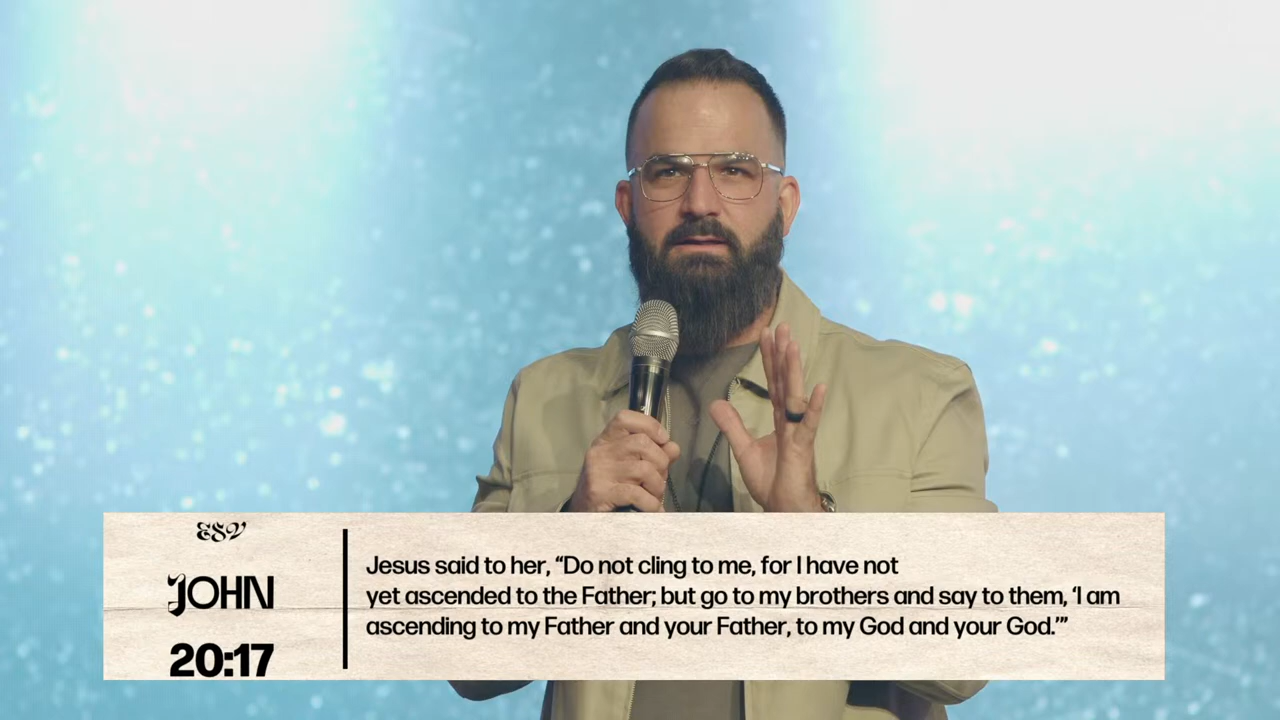 ESV
JOHN
20:17
Jesus said to her, “Do not cling to me, for I have not
yet ascended to the Father; but go to my brothers and say to them, ‘I am
ascending to my Father and your Father, to my God and your God.’”